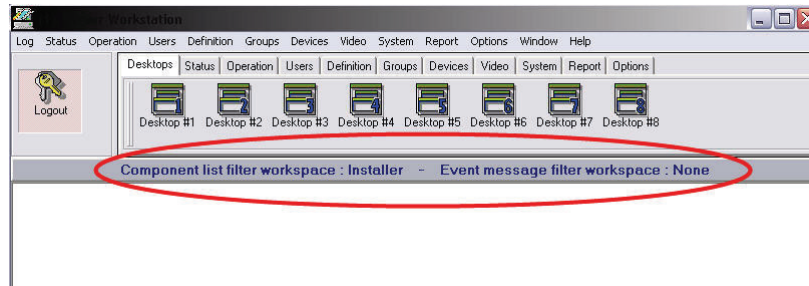 Workstation
Log Status Operation Users Definition Groups Devices Video System Report Options Window Help
Desktops Status Operation Users Definition Groups Devices Video System Report Options
Logout
1 2 3 4 5 6 7 8
Desktop #1 Desktop #2 Desktop #3 Desktop #4 Desktop #5 Desktop #6 Desktop #7 Desktop #8
Component list filter workspace : Installer - Event message filter workspace : None